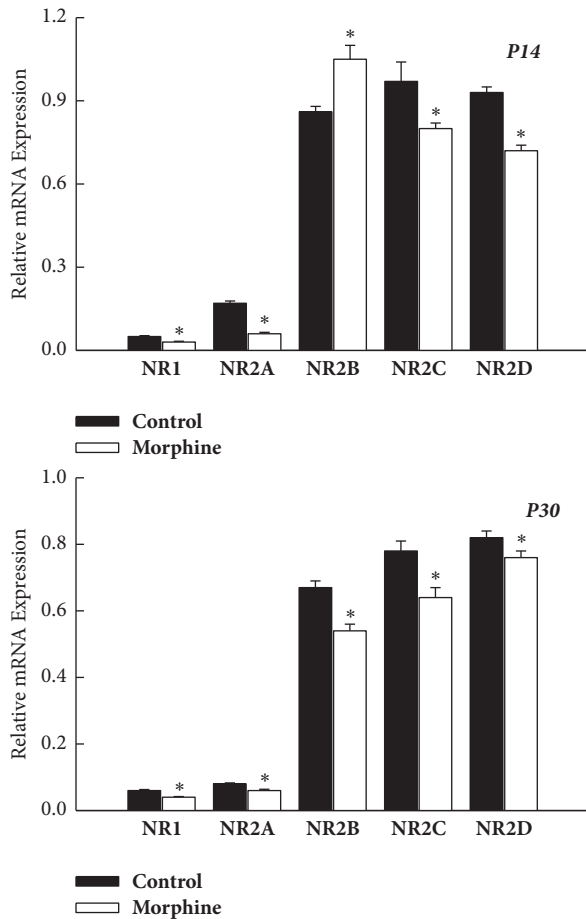 1.2
P14
*
0.9
*
*
Relative mRNA Expression
0.6
0.3
*
*
0.0
NR1 NR2A NR2B NR2C NR2D
Control
Morphine
1.0
P30
0.8
*
*
Relative mRNA Expression
0.6
*
0.4
0.2
*
*
0.0
NR1 NR2A NR2B NR2C NR2D
Control
Morphine